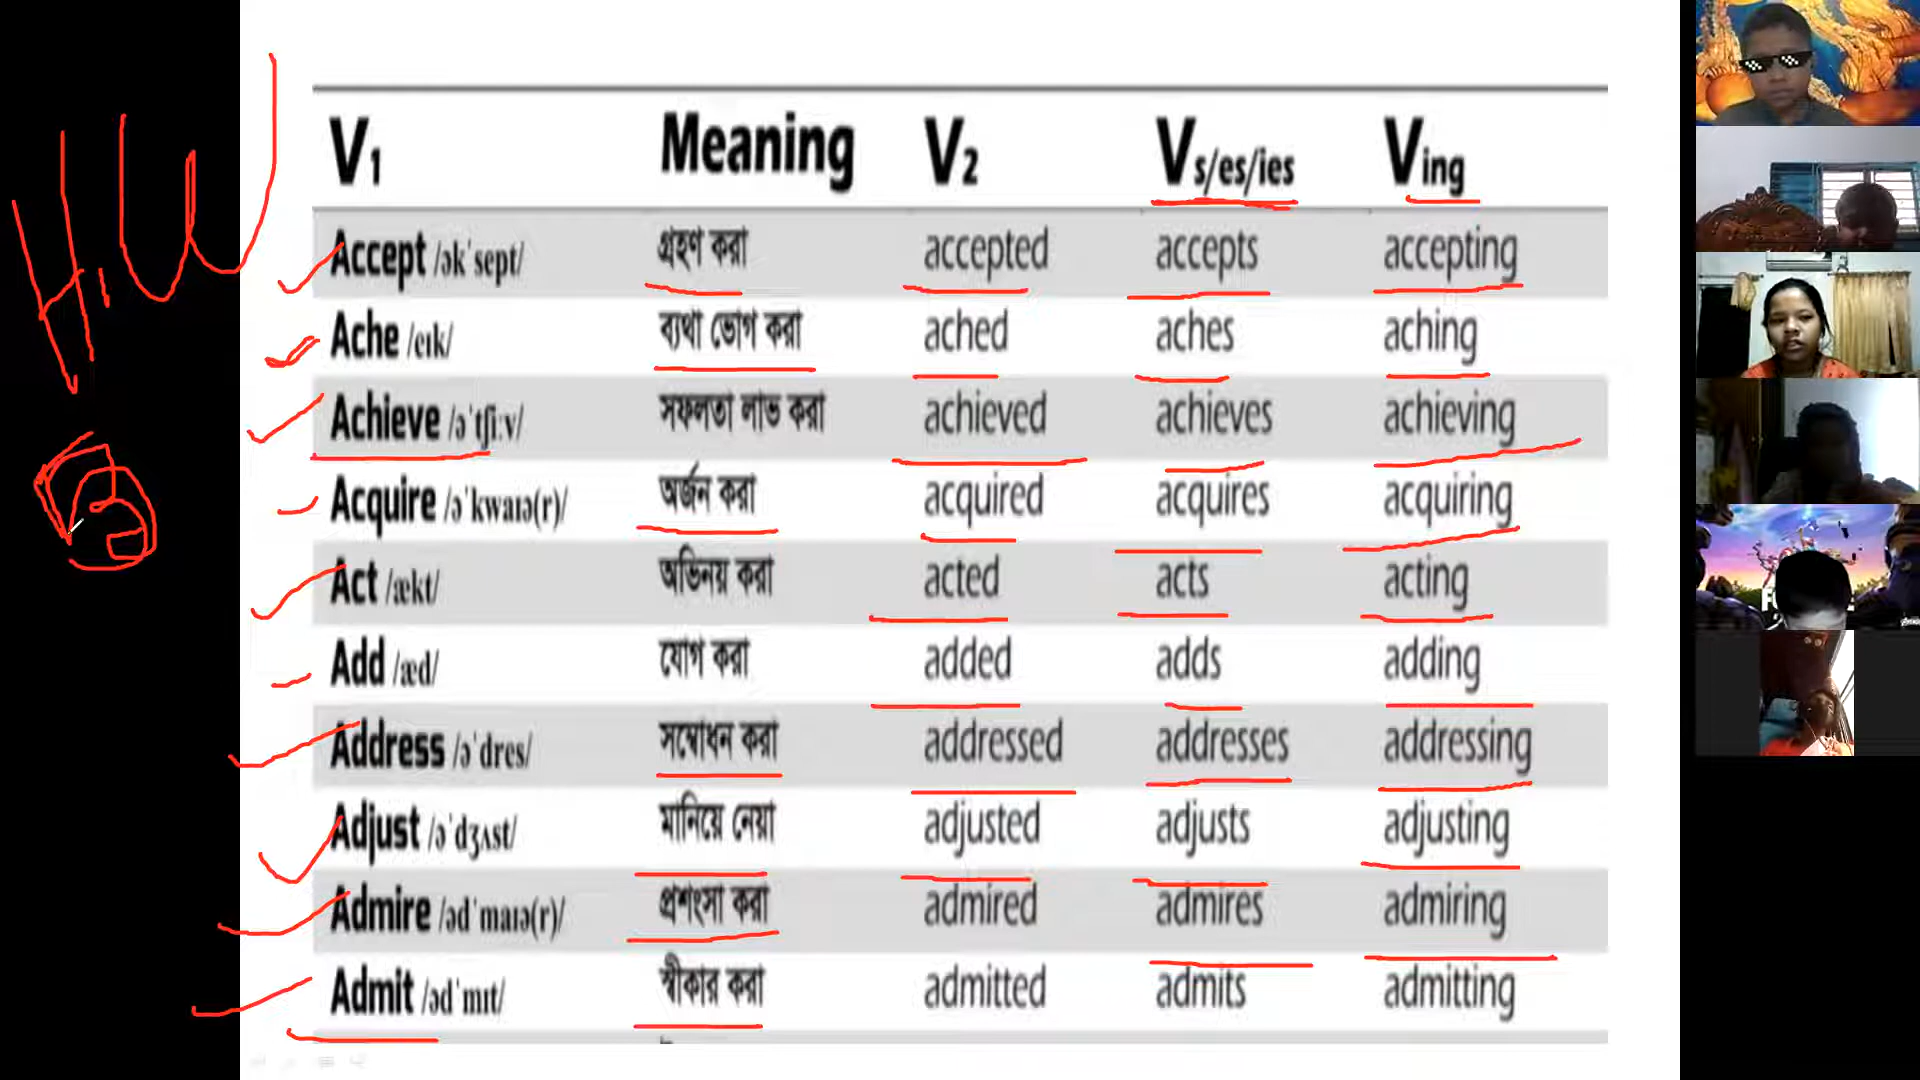 H.W
V1 Meaning V2 Vs/es/ies Ving
Accept /əkˈsept/ গ্রহণ করা accepted accepts accepting
Ache /eɪk/ ব্যথা ভোগ করা ached aches aching
Achieve /əˈtʃiːv/ সফলতা লাভ করা achieved achieves achieving
Acquire /əˈkwaɪə(r)/ অর্জন করা acquired acquires acquiring
Act /ækt/ অভিনয় করা acted acts acting
Add /æd/ যোগ করা added adds adding
Address /əˈdres/ সম্বোধন করা addressed addresses addressing
Adjust /əˈdʒʌst/ মানিয়ে নেয়া adjusted adjusts adjusting
Admire /ədˈmaɪə(r)/ প্রশংসা করা admired admires admiring
Admit /ədˈmɪt/ স্বীকার করা admitted admits admitting